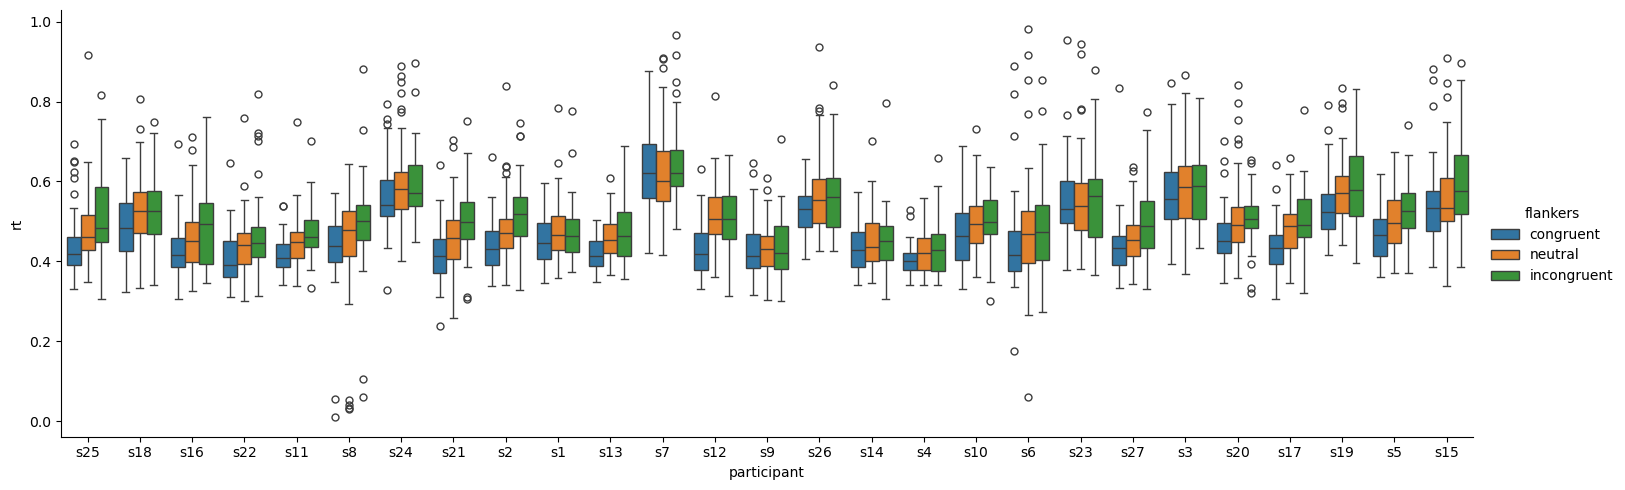 1.0
0.8
0.6
0.4
0.2
0.0
rt
s25 s18 s16 s22 s11 s8 s24 s21 s2 s1 s13 s7 s12 s9 s26 s14 s4 s10 s6 s23 s27 s3 s20 s17 s19 s5 s15
participant
flankers
congruent
neutral
incongruent